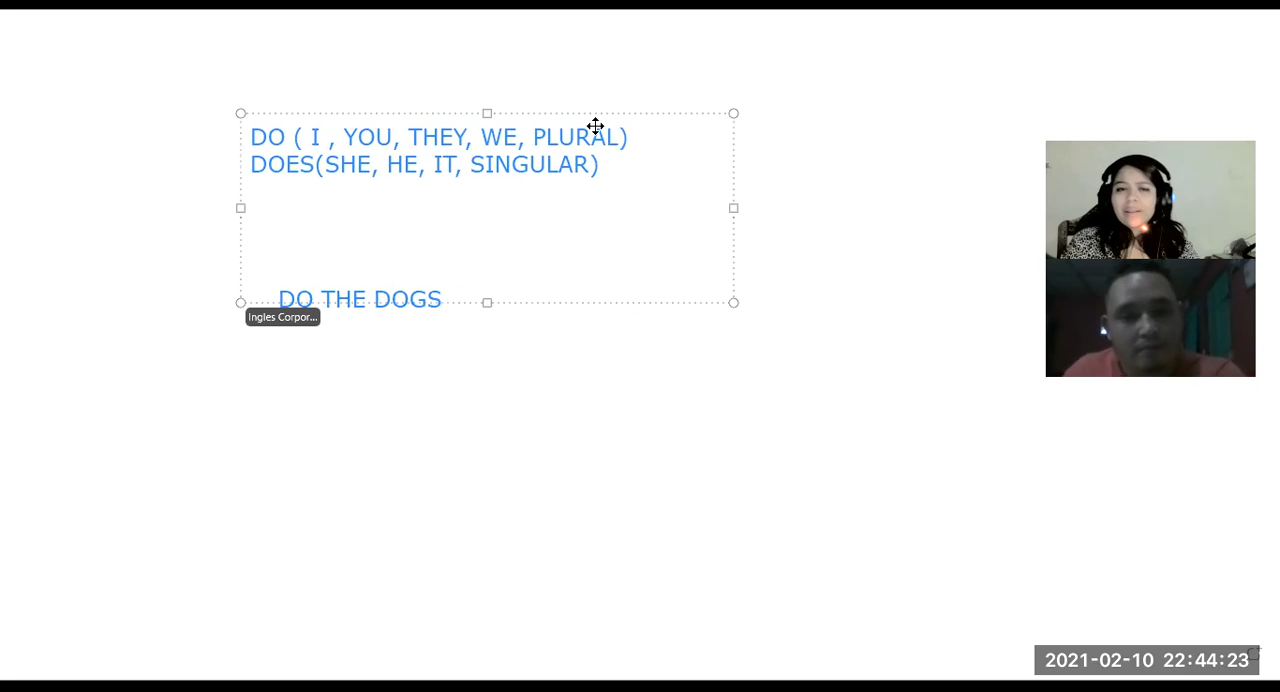 DO ( I , YOU, THEY, WE, PLURAL)
DOES(SHE, HE, IT, SINGULAR)
DO THE DOGS
Ingles Corpor...
2021-02-10 22:44:23